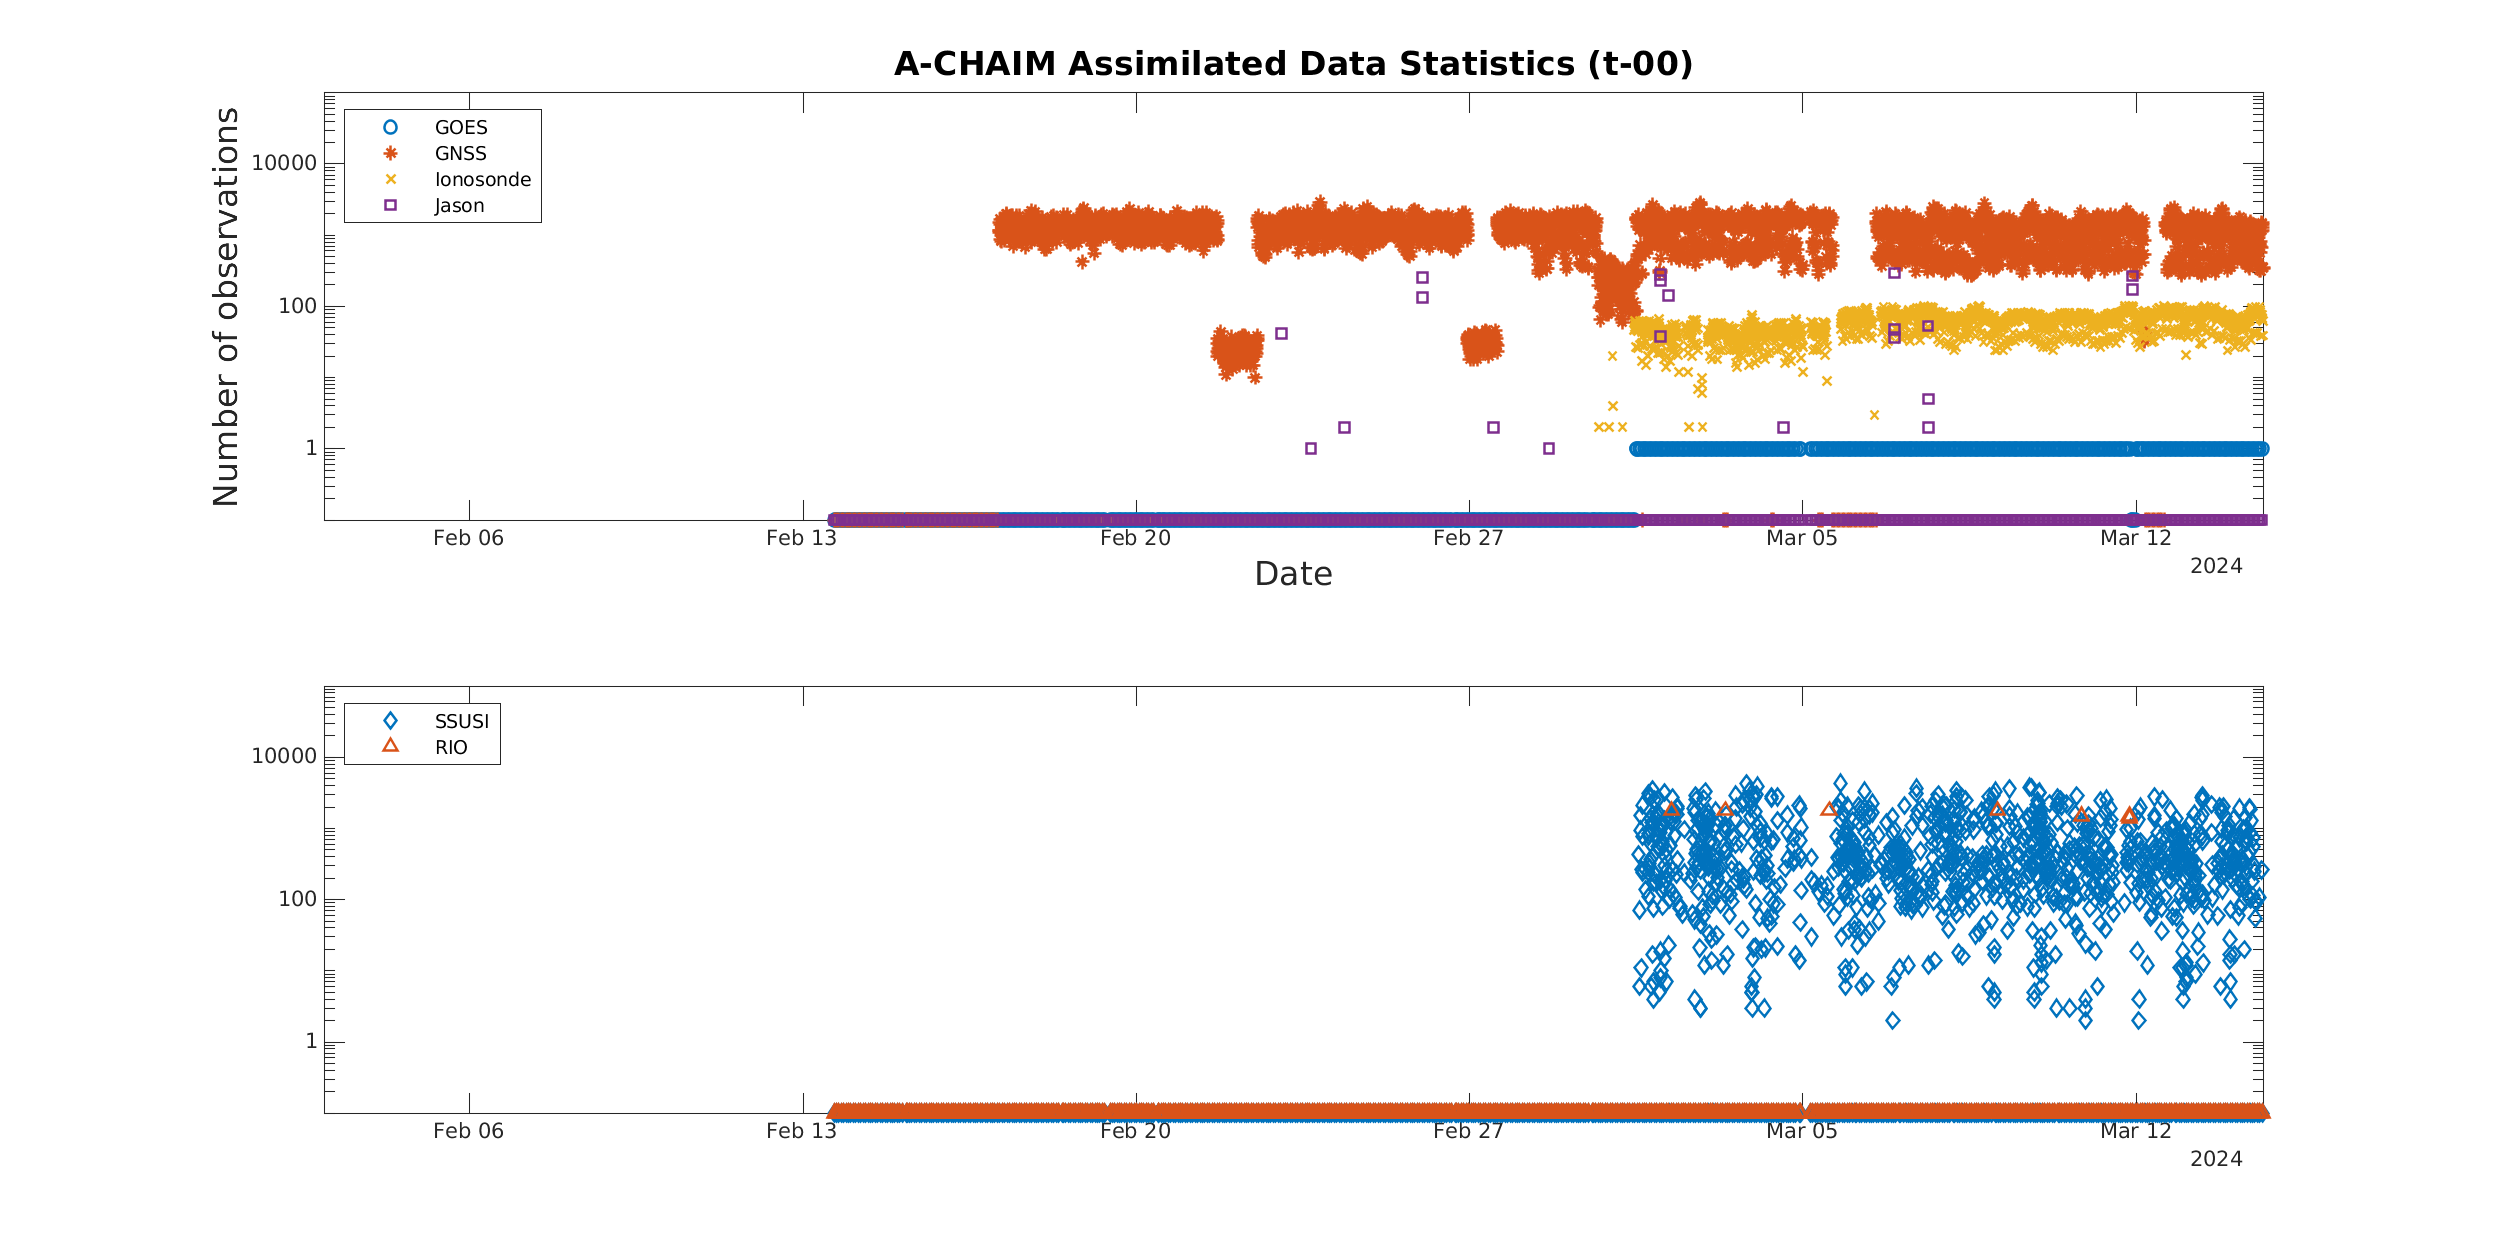 A-CHAIM Assimilated Data Statistics (t-00)
Number of observations
GOES
GNSS
Ionosonde
Jason
10000
100
1
Feb 06 Feb 13 Feb 20 Feb 27 Mar 05 Mar 12
2024
Date
SSUSI
RIO
10000
100
1
Feb 06 Feb 13 Feb 20 Feb 27 Mar 05 Mar 12
2024